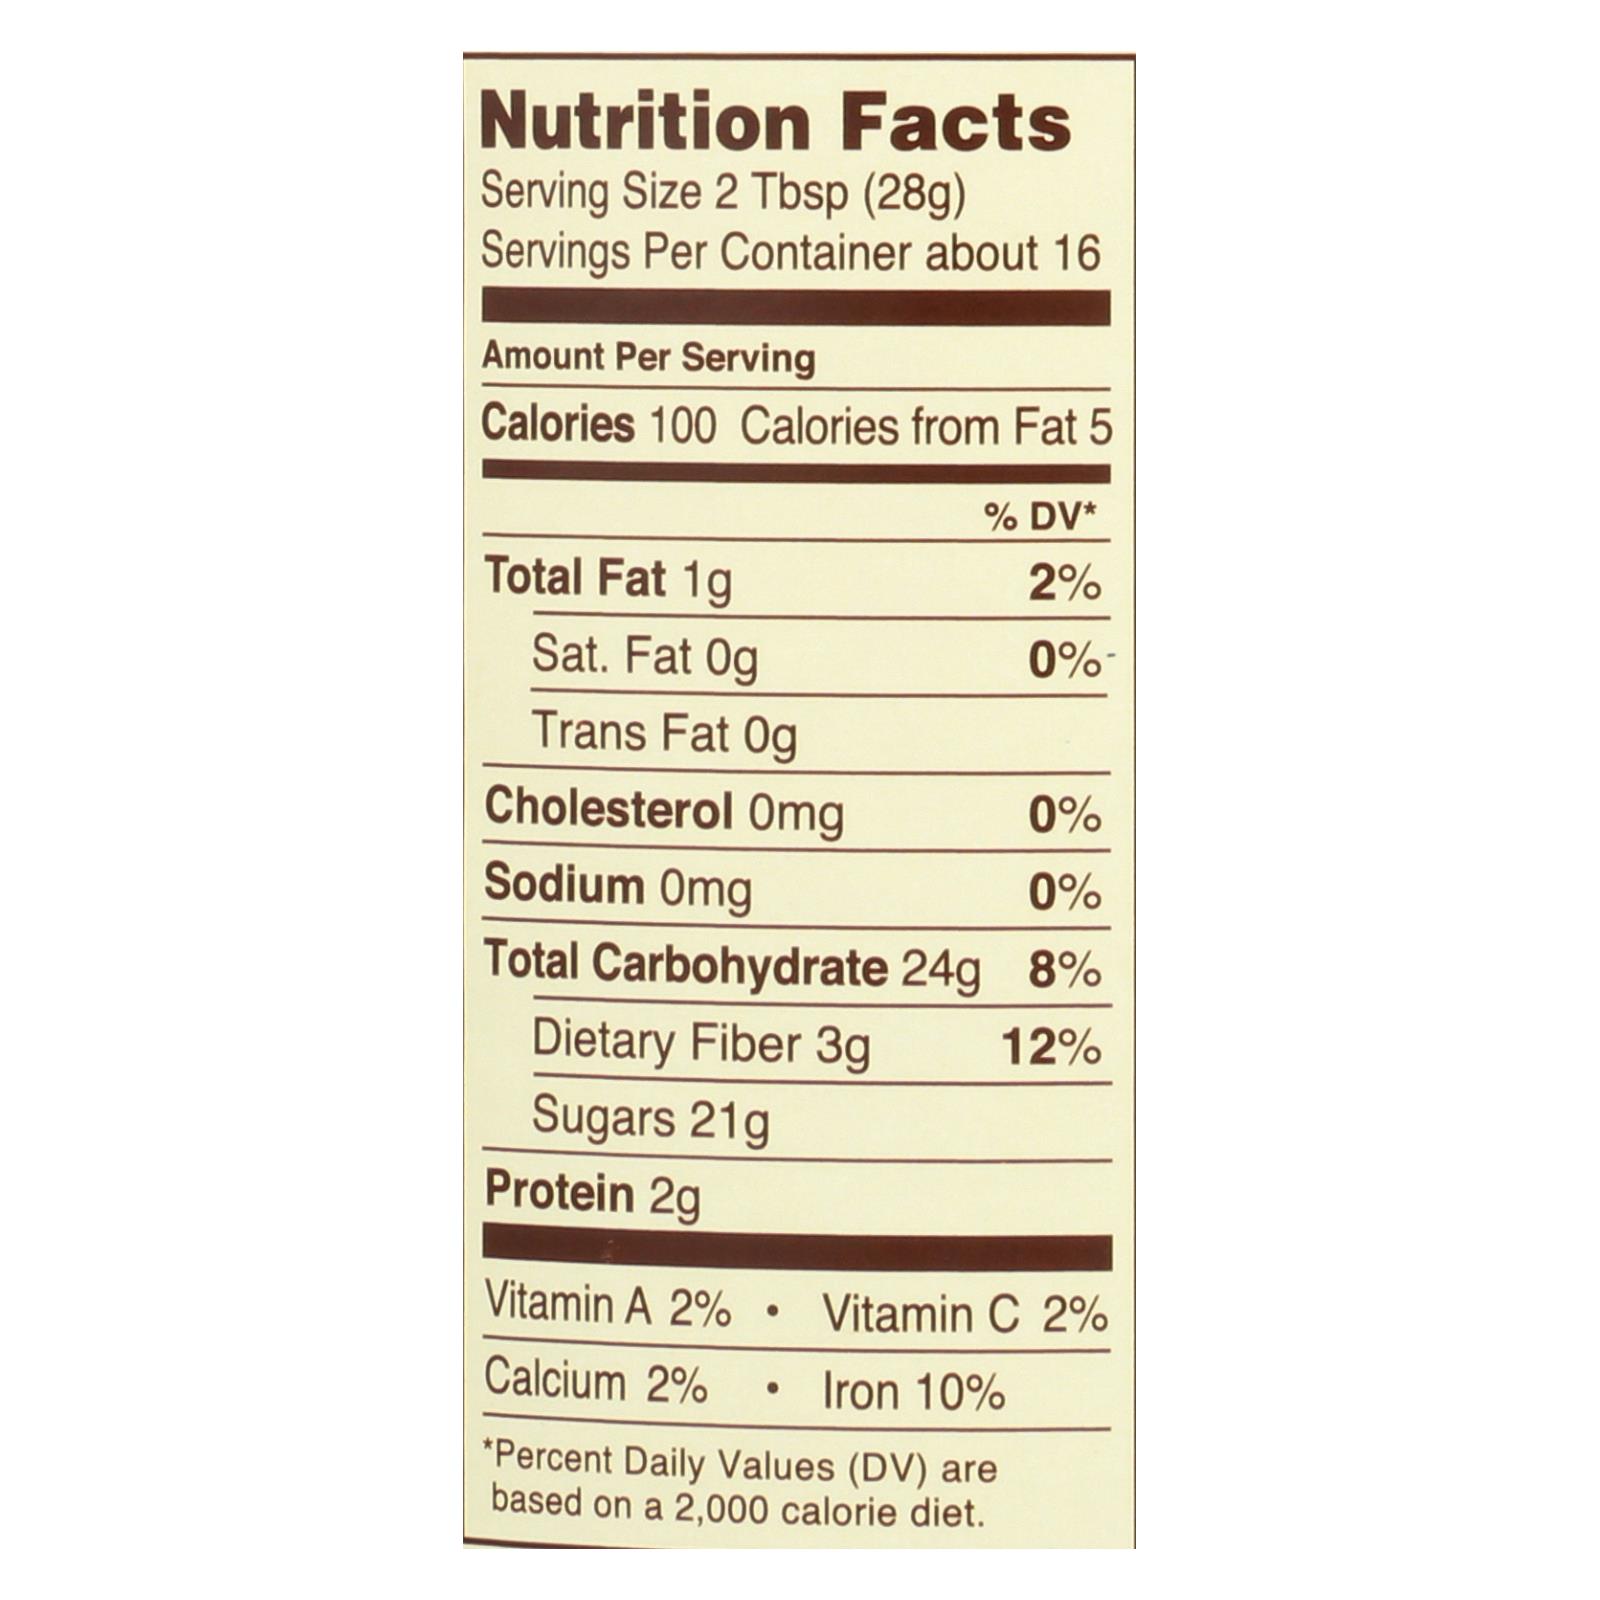 Nutrition Facts
Serving Size 2 Tbsp (28g)
Servings Per Container about 16
Amount Per Serving
Calories 100 Calories from Fat 5
% DV*
Total Fat 1g 2%
Sat. Fat 0g 0%
Trans Fat 0g
Cholesterol 0mg 0%
Sodium 0mg 0%
Total Carbohydrate 24g 8%
Dietary Fiber 3g 12%
Sugars 21g
Protein 2g
Vitamin A 2% • Vitamin C 2%
Calcium 2% • Iron 10%
*Percent Daily Values (DV) are
based on a 2,000 calorie diet.